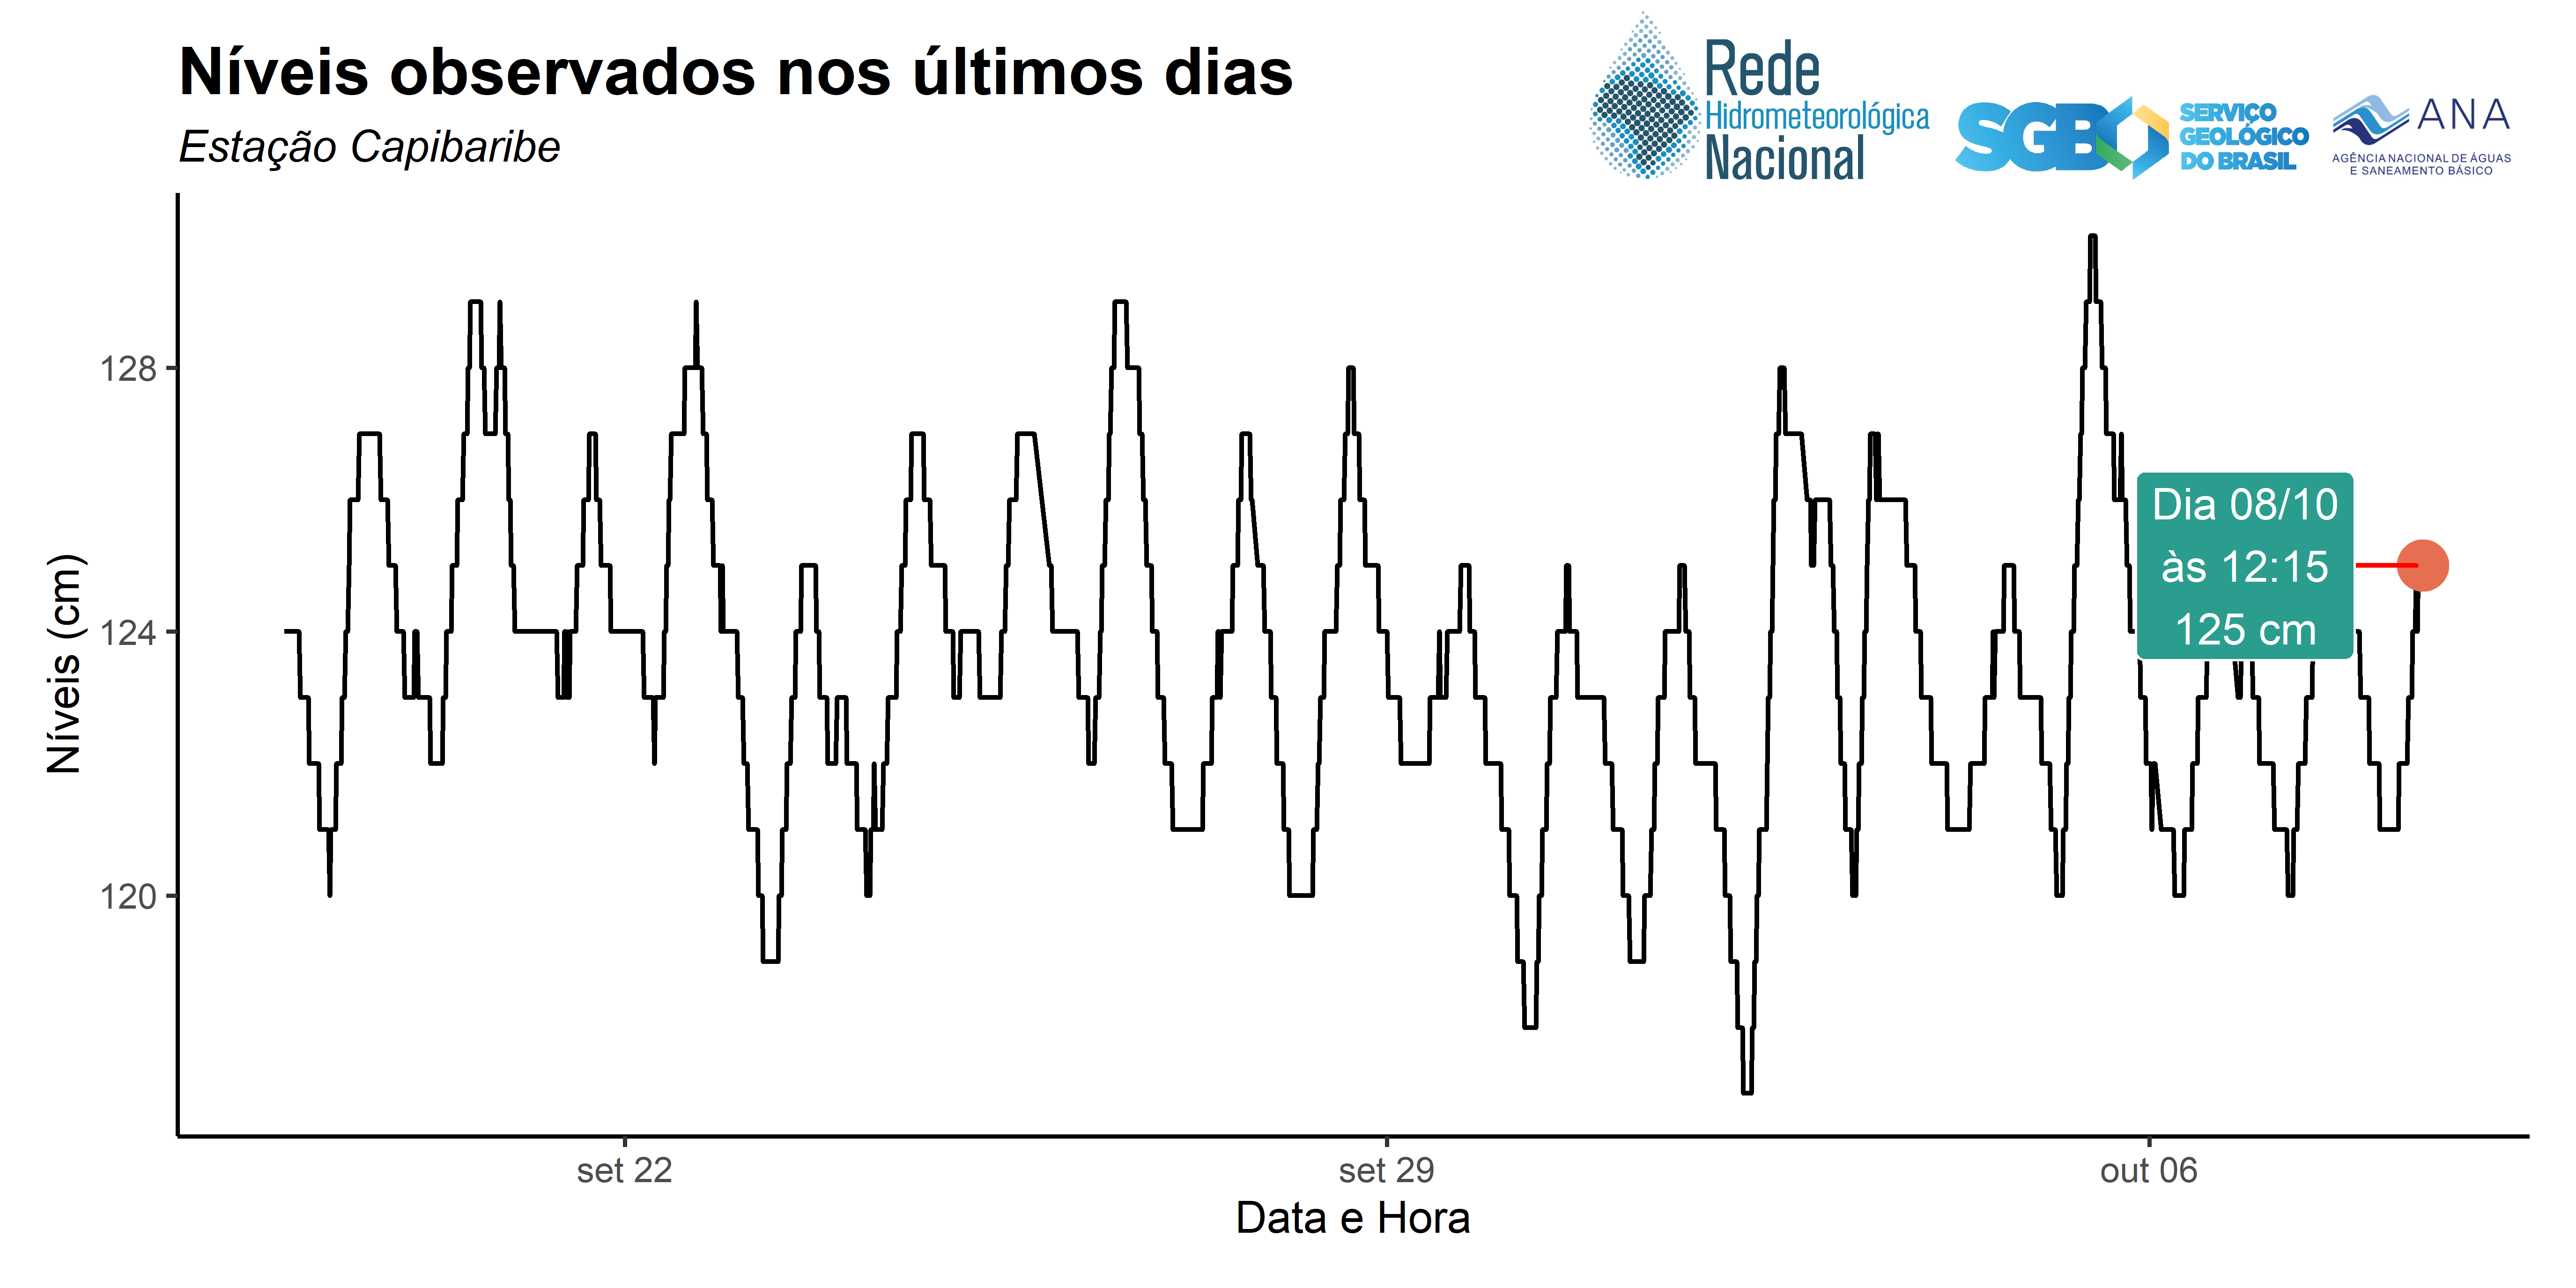 Níveis observados nos últimos dias
Estação Capibaribe
Rede
Hidrometeorológica
Nacional
SGB
SERVIÇO
GEOLÓGICO
DO BRASIL
ANA
AGÊNCIA NACIONAL DE ÁGUAS
E SANEAMENTO BÁSICO
Níveis (cm)
128
124
120
Dia 08/10
às 12:15
125 cm
set 22
set 29
out 06
Data e Hora